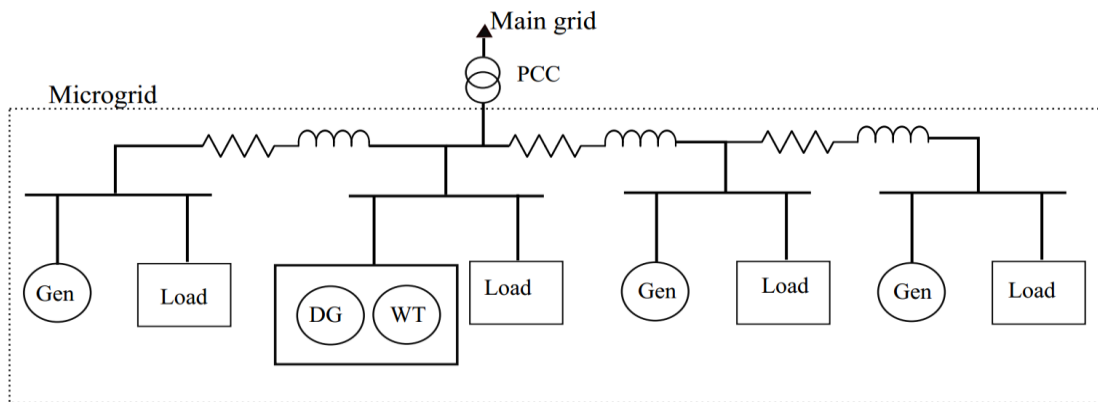 Main grid
PCC
Microgrid
Gen
Load
DG
WT
Load
Gen
Load
Gen
Load